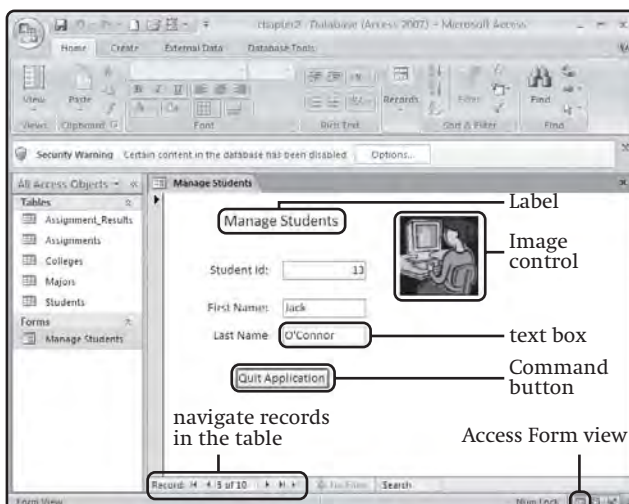 chapter2 : Database (Access 2007) - Microsoft Access
Home Create External Data Database Tools
View Paste Records Filter Find
Views Clipboard Font Rich Text Sort & Filter Find
Security Warning Certain content in the database has been disabled Options...
All Access Objects Manage Students
Tables
Assignment_Results
Assignments
Colleges
Majors
Students
Forms
Manage Students
Manage Students
Label
Image
control
Student Id: 13
First Name: Jack
Last Name O'Connor
text box
Quit Application
Command
button
navigate records
in the table
Access Form view
Record: 5 of 10 No Filter Search
Form View Num Lock